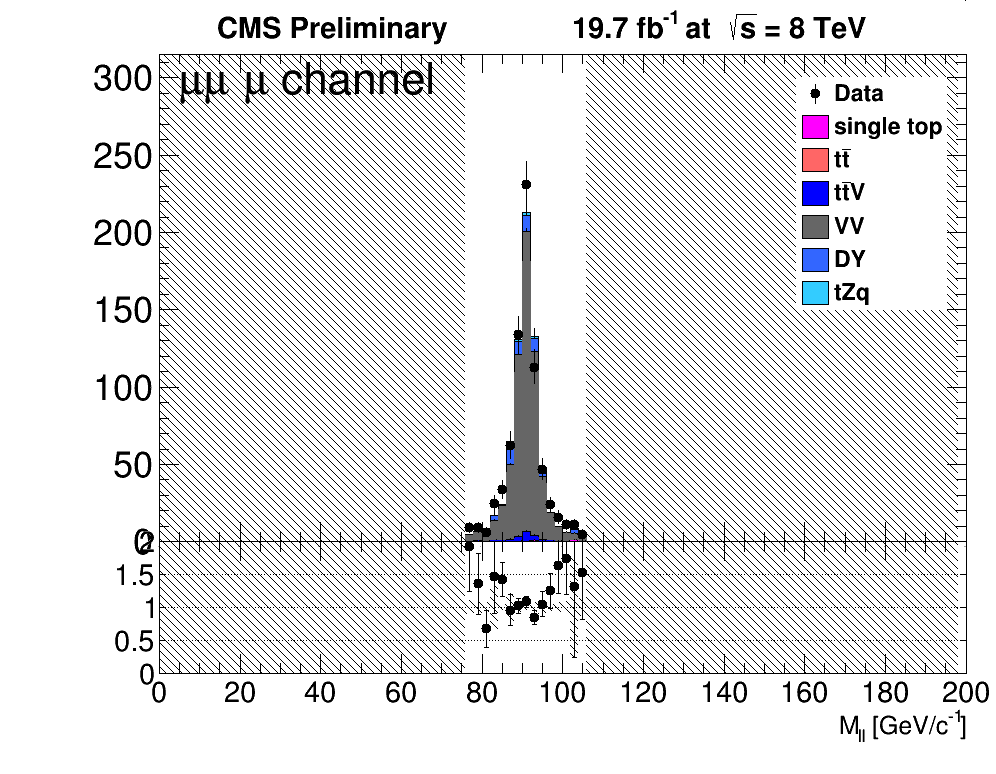 CMS Preliminary 19.7 fb⁻¹ at √s = 8 TeV
μμ μ channel
Data
single top
tt̄
tt̄V
VV
DY
tZq
300
250
200
150
100
50
0
2
1.5
1
0.5
0
0 20 40 60 80 100 120 140 160 180 200
M_ll [GeV/c⁻¹]